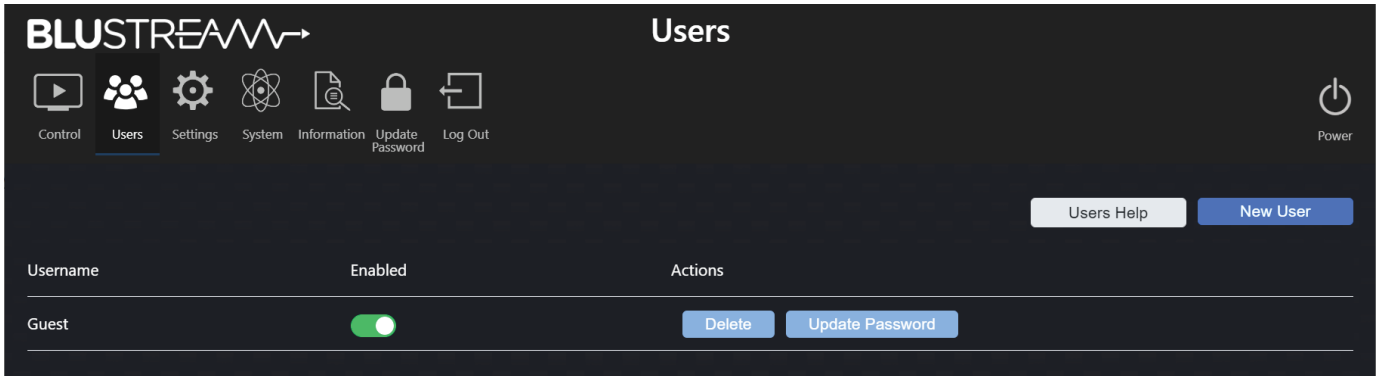 BLUSTREAM
Users
Control Users Settings System Information Update Password Log Out
Power
Users Help New User
Username Enabled Actions
Guest Delete Update Password